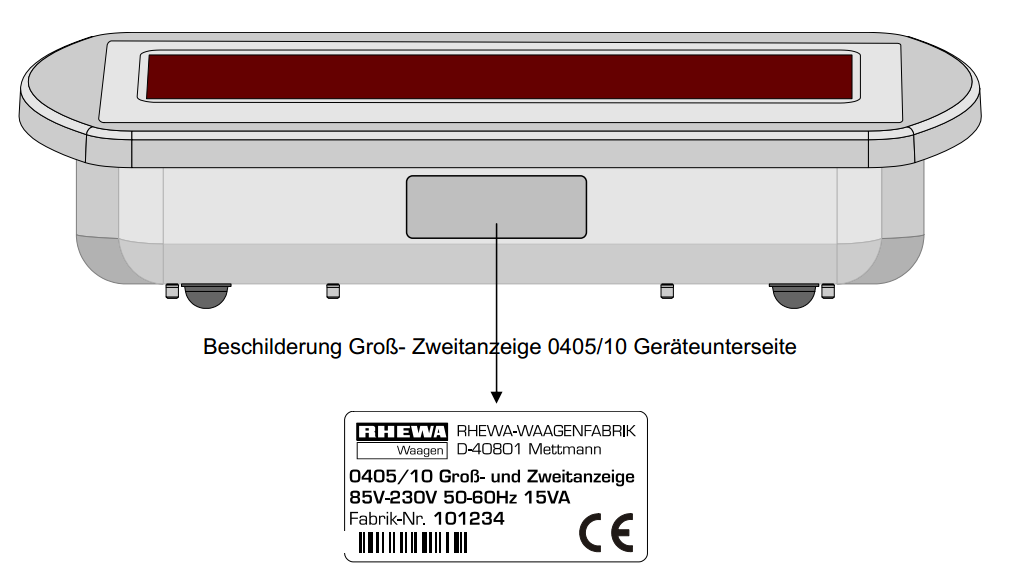 Beschilderung Groß- Zweitanzeige 0405/10 Geräteunterseite
RHEWA RHEWA-WAAGENFABRIK
Waagen D-40801 Mettmann
0405/10 Groß- und Zweitanzeige
85V-230V 50-60Hz 15VA
Fabrik-Nr. 101234
CE